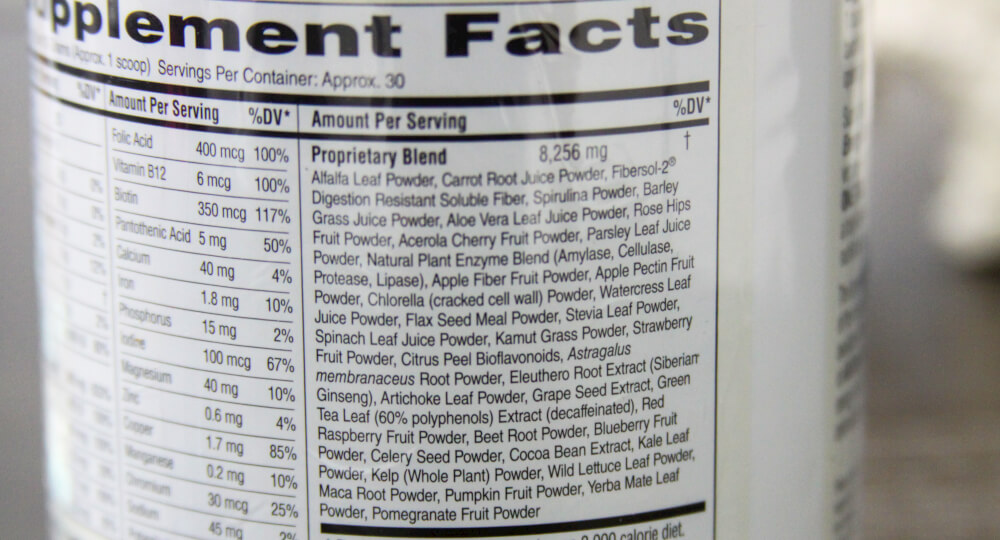 pplement Facts
(Approx. 1 scoop) Servings Per Container: Approx. 30
%DV*
Amount Per Serving %DV*
Folic Acid 400 mcg 100%
Vitamin B12 6 mcg 100%
Biotin 350 mcg 117%
Pantothenic Acid 5 mg 50%
Calcium 40 mg 4%
Iron 1.8 mg 10%
Phosphorus 15 mg 2%
Iodine 100 mcg 67%
Magnesium 40 mg 10%
Zinc 0.6 mg 4%
Copper 1.7 mg 85%
Manganese 0.2 mg 10%
Chromium 30 mcg 25%
Sodium 45 mg 2%
Amount Per Serving %DV*
Proprietary Blend 8,256 mg †
Alfalfa Leaf Powder, Carrot Root Juice Powder, Fibersol-2®
Digestion Resistant Soluble Fiber, Spirulina Powder, Barley
Grass Juice Powder, Aloe Vera Leaf Juice Powder, Rose Hips
Fruit Powder, Acerola Cherry Fruit Powder, Parsley Leaf Juice
Powder, Natural Plant Enzyme Blend (Amylase, Cellulase,
Protease, Lipase), Apple Fiber Fruit Powder, Apple Pectin Fruit
Powder, Chlorella (cracked cell wall) Powder, Watercress Leaf
Juice Powder, Flax Seed Meal Powder, Stevia Leaf Powder,
Spinach Leaf Juice Powder, Kamut Grass Powder, Strawberry
Fruit Powder, Citrus Peel Bioflavonoids, Astragalus
membranaceus Root Powder, Eleuthero Root Extract (Siberian
Ginseng), Artichoke Leaf Powder, Grape Seed Extract, Green
Tea Leaf (60% polyphenols) Extract (decaffeinated), Red
Raspberry Fruit Powder, Beet Root Powder, Blueberry Fruit
Powder, Celery Seed Powder, Cocoa Bean Extract, Kale Leaf
Powder, Kelp (Whole Plant) Powder, Wild Lettuce Leaf Powder,
Maca Root Powder, Pumpkin Fruit Powder, Yerba Mate Leaf
Powder, Pomegranate Fruit Powder
calorie diet.